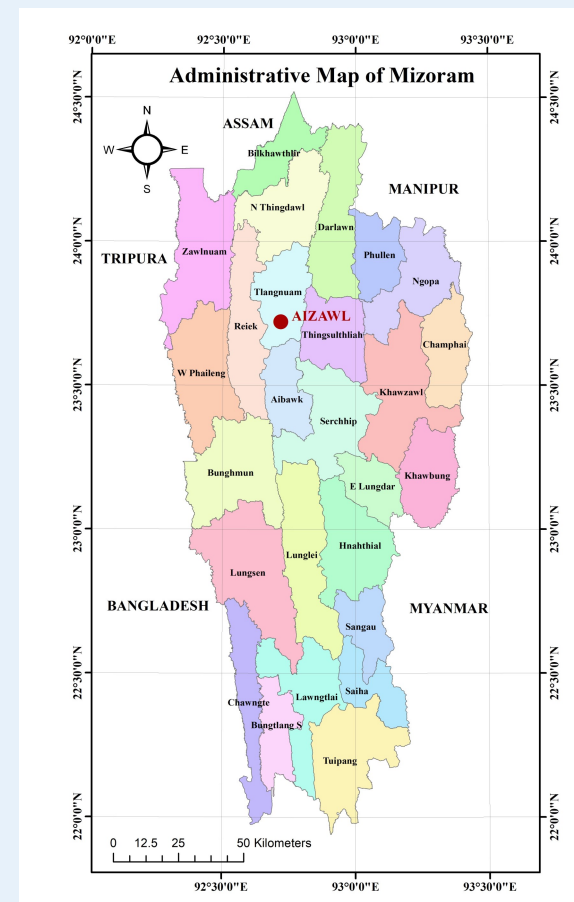 92°0'0"N 92°30'0"E 93°0'0"N 93°30'0"N
Administrative Map of Mizoram
24°30'0"N 24°30'0"N
ASSAM
N
W E
S
Bilkhawthlir
MANIPUR
N Thingdawl
Darlawn
24°0'0"N 24°0'0"N
TRIPURA
Zawlnuam
Phullen
Ngopa
Tlangnuam
AIZAWL
Reiek
Thingsulthliah
Champhai
W Phaileng
23°30'0"N 23°30'0"N
Khawzawl
Aibawk
Serchhip
Bunghmun
Khawbung
E Lungdar
23°0'0"N 23°0'0"N
Hnahthial
Lunglei
Lungsen
BANGLADESH
MYANMAR
Sangau
22°30'0"N 22°30'0"N
Saiha
Lawngtlai
Chawngte
Bungtlang S
Tuipang
22°0'0"N 22°0'0"N
0 12.5 25 50 Kilometers
92°30'0"E 93°0'0"E 93°30'0"E